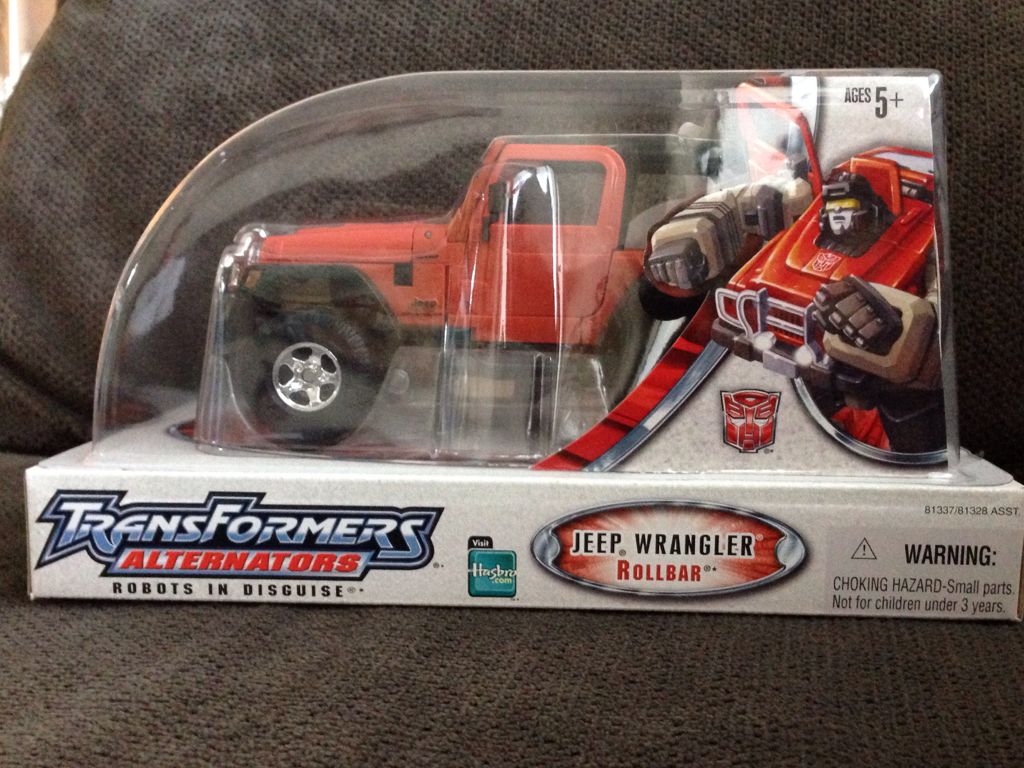 AGES 5+
Jeep
81337/81328 ASST.
TRANSFORMERS
ALTERNATORS
ROBOTS IN DISGUISE®*
Visit
Hasbro
.com
JEEP® WRANGLER®
ROLLBAR®*
WARNING:
CHOKING HAZARD-Small parts.
Not for children under 3 years.